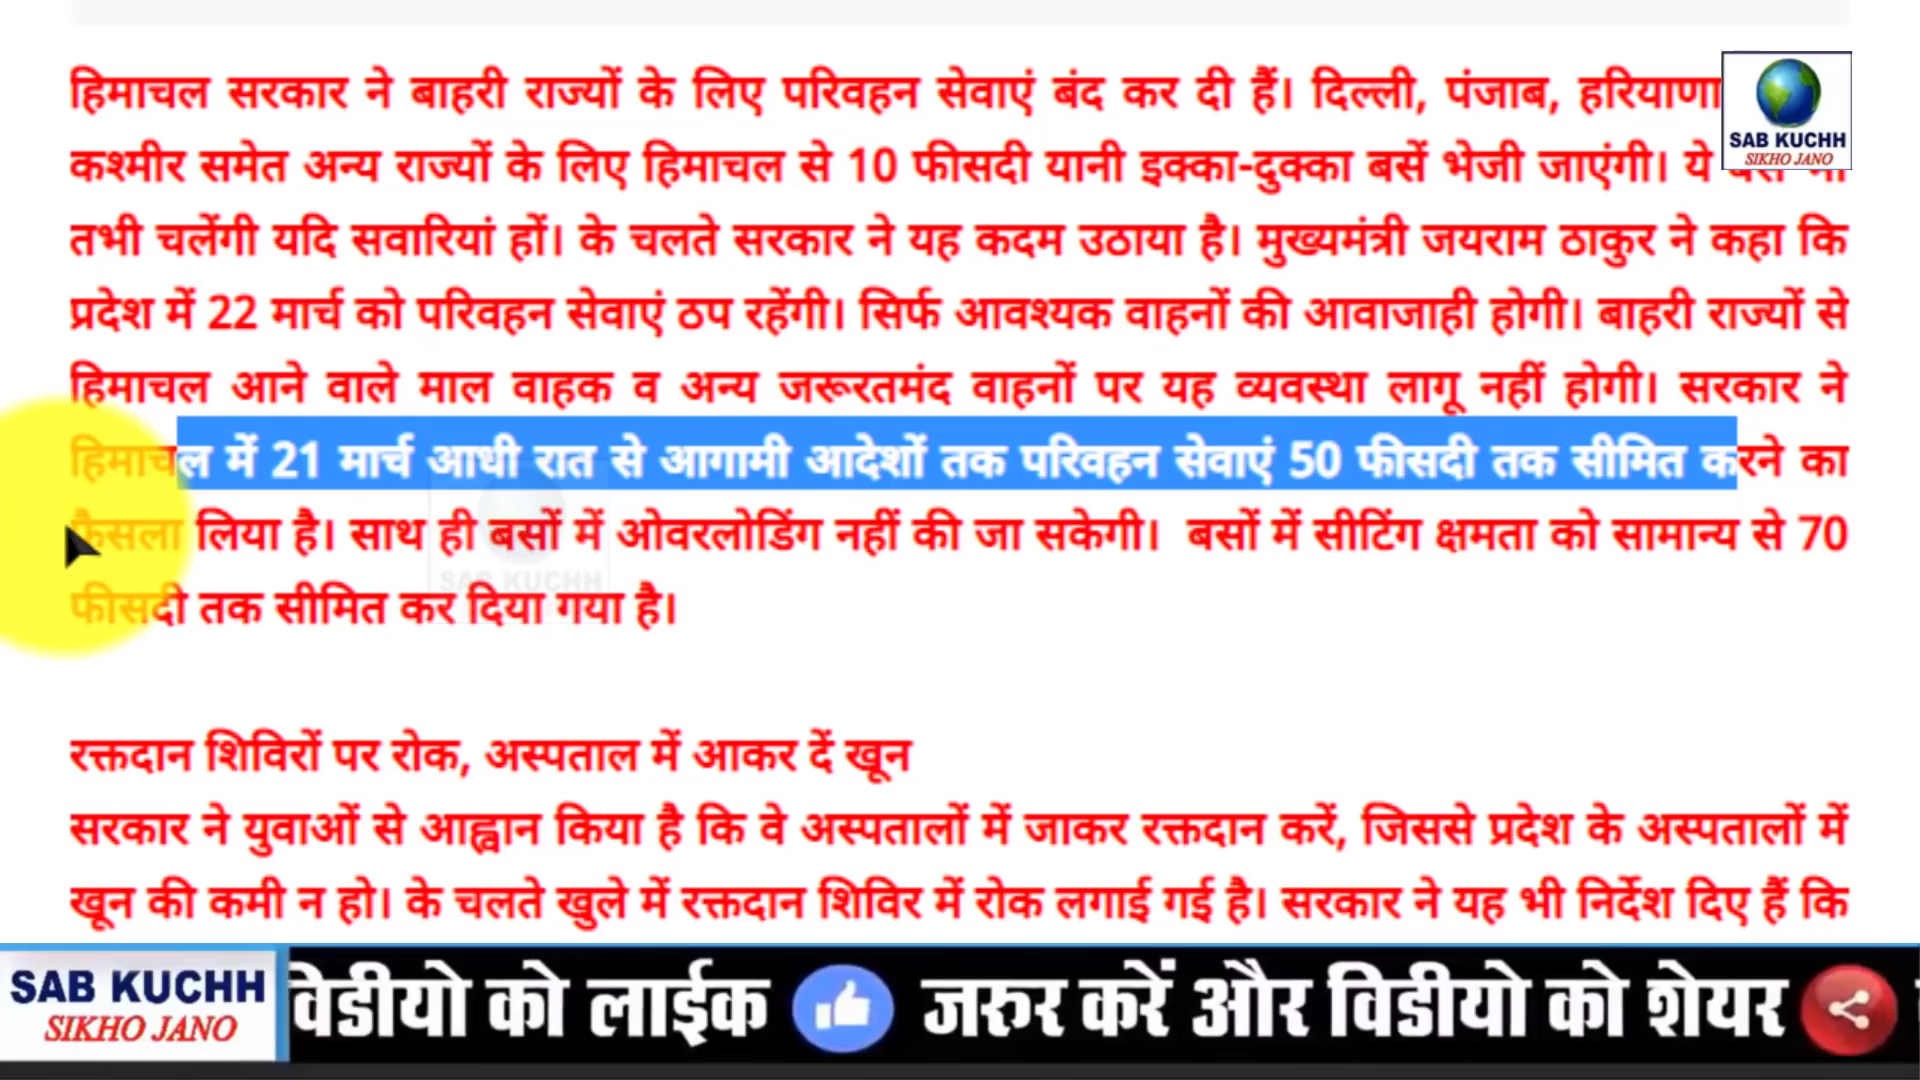 हिमाचल सरकार ने बाहरी राज्यों के लिए परिवहन सेवाएं बंद कर दी हैं। दिल्ली, पंजाब, हरियाणा
SAB KUCHH
SIKHO JANO
कश्मीर समेत अन्य राज्यों के लिए हिमाचल से 10 फीसदी यानी इक्का-दुक्का बसें भेजी जाएंगी। ये
तभी चलेंगी यदि सवारियां हों। के चलते सरकार ने यह कदम उठाया है। मुख्यमंत्री जयराम ठाकुर ने कहा कि
प्रदेश में 22 मार्च को परिवहन सेवाएं ठप रहेंगी। सिर्फ आवश्यक वाहनों की आवाजाही होगी। बाहरी राज्यों से
हिमाचल आने वाले माल वाहक व अन्य जरूरतमंद वाहनों पर यह व्यवस्था लागू नहीं होगी। सरकार ने
हिमाचल में 21 मार्च आधी रात से आगामी आदेशों तक परिवहन सेवाएं 50 फीसदी तक सीमित करने का
फैसला लिया है। साथ ही बसों में ओवरलोडिंग नहीं की जा सकेगी। बसों में सीटिंग क्षमता को सामान्य से 70
SAB KUCHH
फीसदी तक सीमित कर दिया गया है।
रक्तदान शिविरों पर रोक, अस्पताल में आकर दें खून
सरकार ने युवाओं से आह्वान किया है कि वे अस्पतालों में जाकर रक्तदान करें, जिससे प्रदेश के अस्पतालों में
खून की कमी न हो। के चलते खुले में रक्तदान शिविर में रोक लगाई गई है। सरकार ने यह भी निर्देश दिए हैं कि
SAB KUCHH
SIKHO JANO
विडीयो को लाईक जरुर करें और विडीयो को शेयर